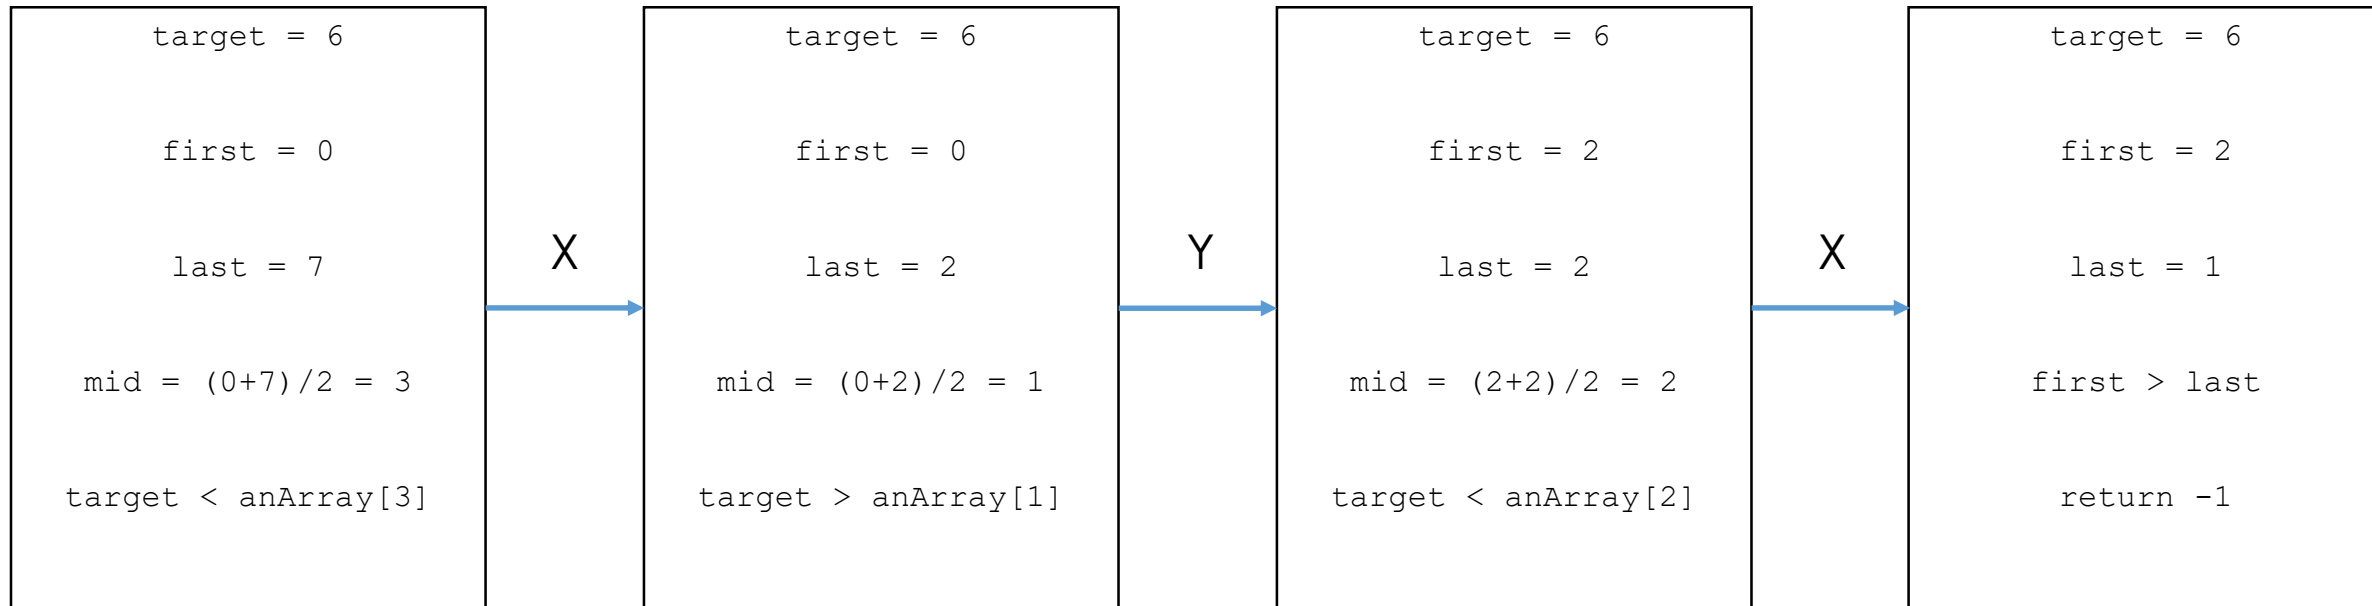 target = 6
first = 0
last = 7
mid = (0+7)/2 = 3
target < anArray[3]
X
target = 6
first = 0
last = 2
mid = (0+2)/2 = 1
target > anArray[1]
Y
target = 6
first = 2
last = 2
mid = (2+2)/2 = 2
target < anArray[2]
X
target = 6
first = 2
last = 1
first > last
return -1